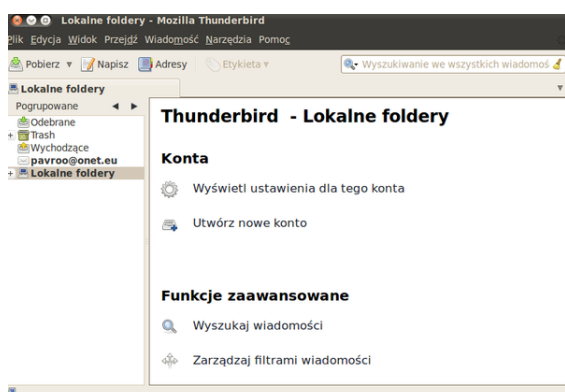 Lokalne foldery - Mozilla Thunderbird
Plik Edycja Widok Przejdź Wiadomość Narzędzia Pomoc
Pobierz Napisz Adresy Etykieta Wyszukiwanie we wszystkich wiadomoś
Lokalne foldery
Pogrupowane
Odebrane
Trash
Wychodzące
pavroo@onet.eu
Lokalne foldery
Thunderbird - Lokalne foldery
Konta
Wyświetl ustawienia dla tego konta
Utwórz nowe konto
Funkcje zaawansowane
Wyszukaj wiadomości
Zarządzaj filtrami wiadomości